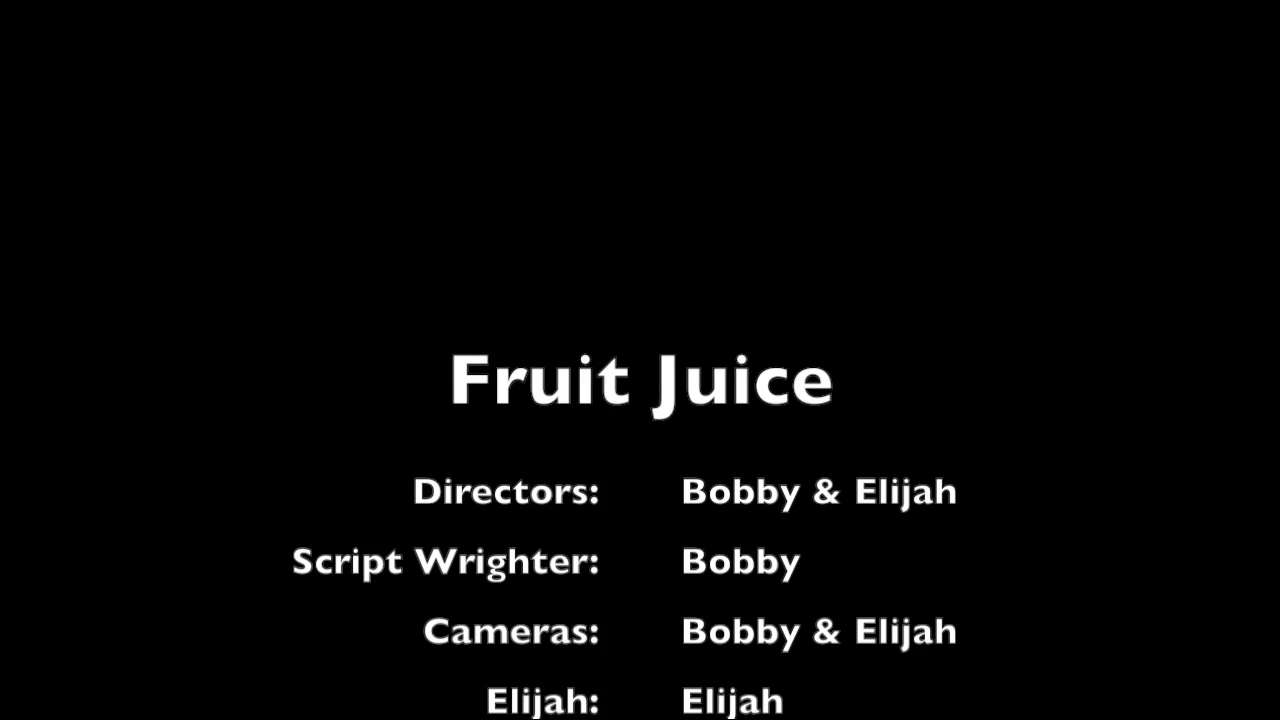 Fruit Juice
Directors: Bobby & Elijah
Script Wrighter: Bobby
Cameras: Bobby & Elijah
Elijah: Elijah